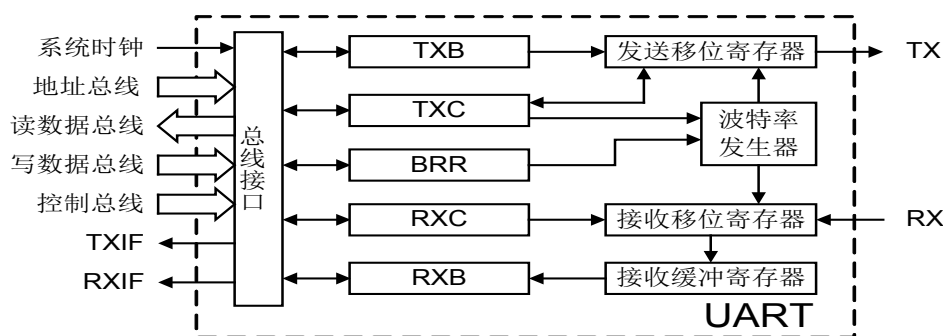 系统时钟
地址总线
读数据总线
写数据总线
控制总线
TXIF
RXIF
总线接口
TXB
TXC
BRR
RXC
RXB
发送移位寄存器
波特率
发生器
接收移位寄存器
接收缓冲寄存器
TX
RX
UART